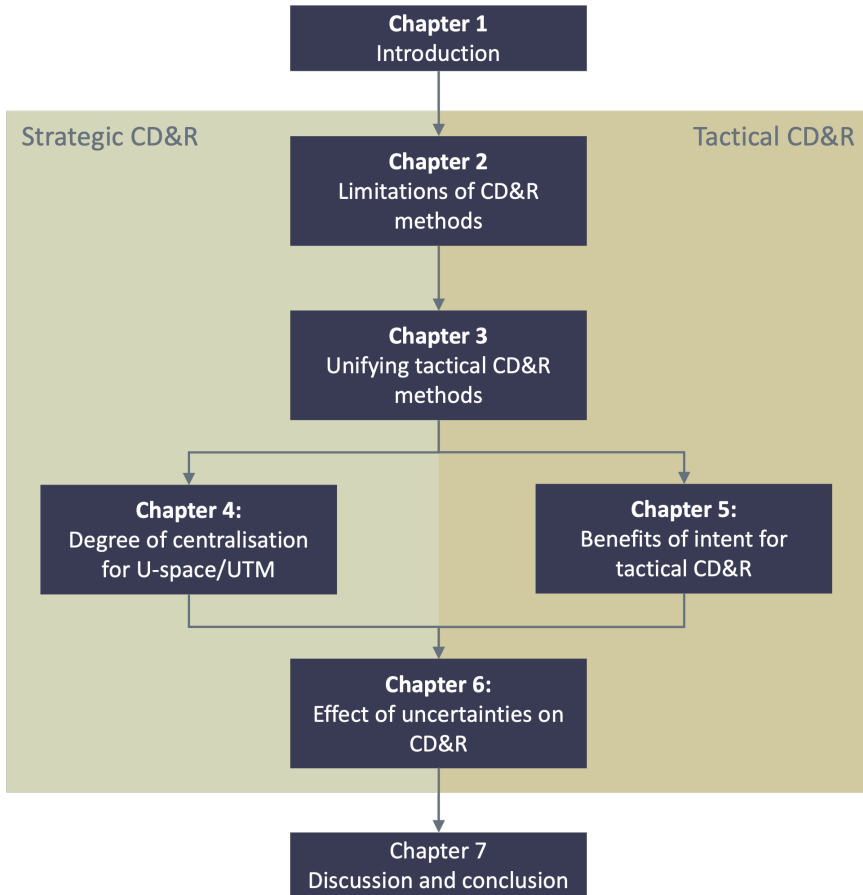 Chapter 1
Introduction
Strategic CD&R
Tactical CD&R
Chapter 2
Limitations of CD&R
methods
Chapter 3
Unifying tactical CD&R
methods
Chapter 4:
Degree of centralisation
for U-space/UTM
Chapter 5:
Benefits of intent for
tactical CD&R
Chapter 6:
Effect of uncertainties on
CD&R
Chapter 7
Discussion and conclusion